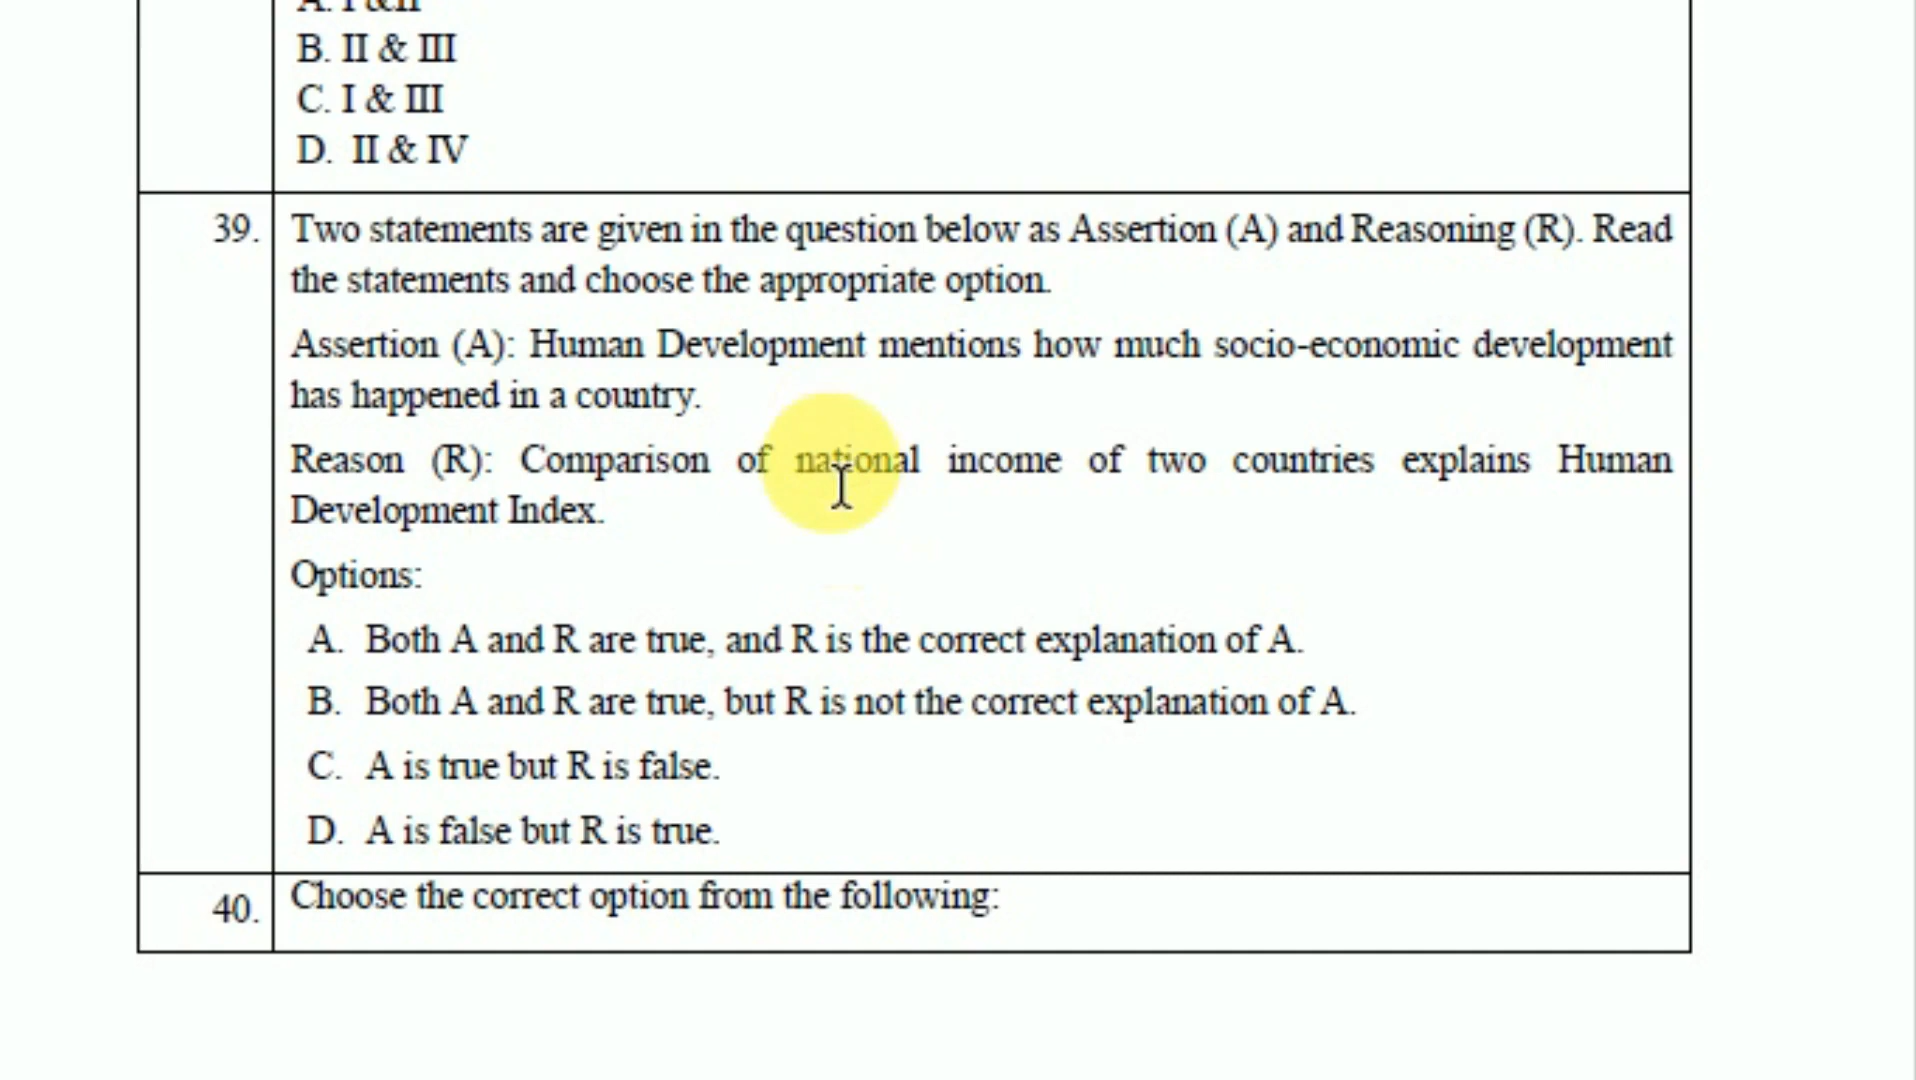 A. I &II
B. II & III
C. I & III
D. II & IV
39. Two statements are given in the question below as Assertion (A) and Reasoning (R). Read
the statements and choose the appropriate option.
Assertion (A): Human Development mentions how much socio-economic development
has happened in a country.
Reason (R): Comparison of national income of two countries explains Human
Development Index.
Options:
A. Both A and R are true, and R is the correct explanation of A.
B. Both A and R are true, but R is not the correct explanation of A.
C. A is true but R is false.
D. A is false but R is true.
40. Choose the correct option from the following: